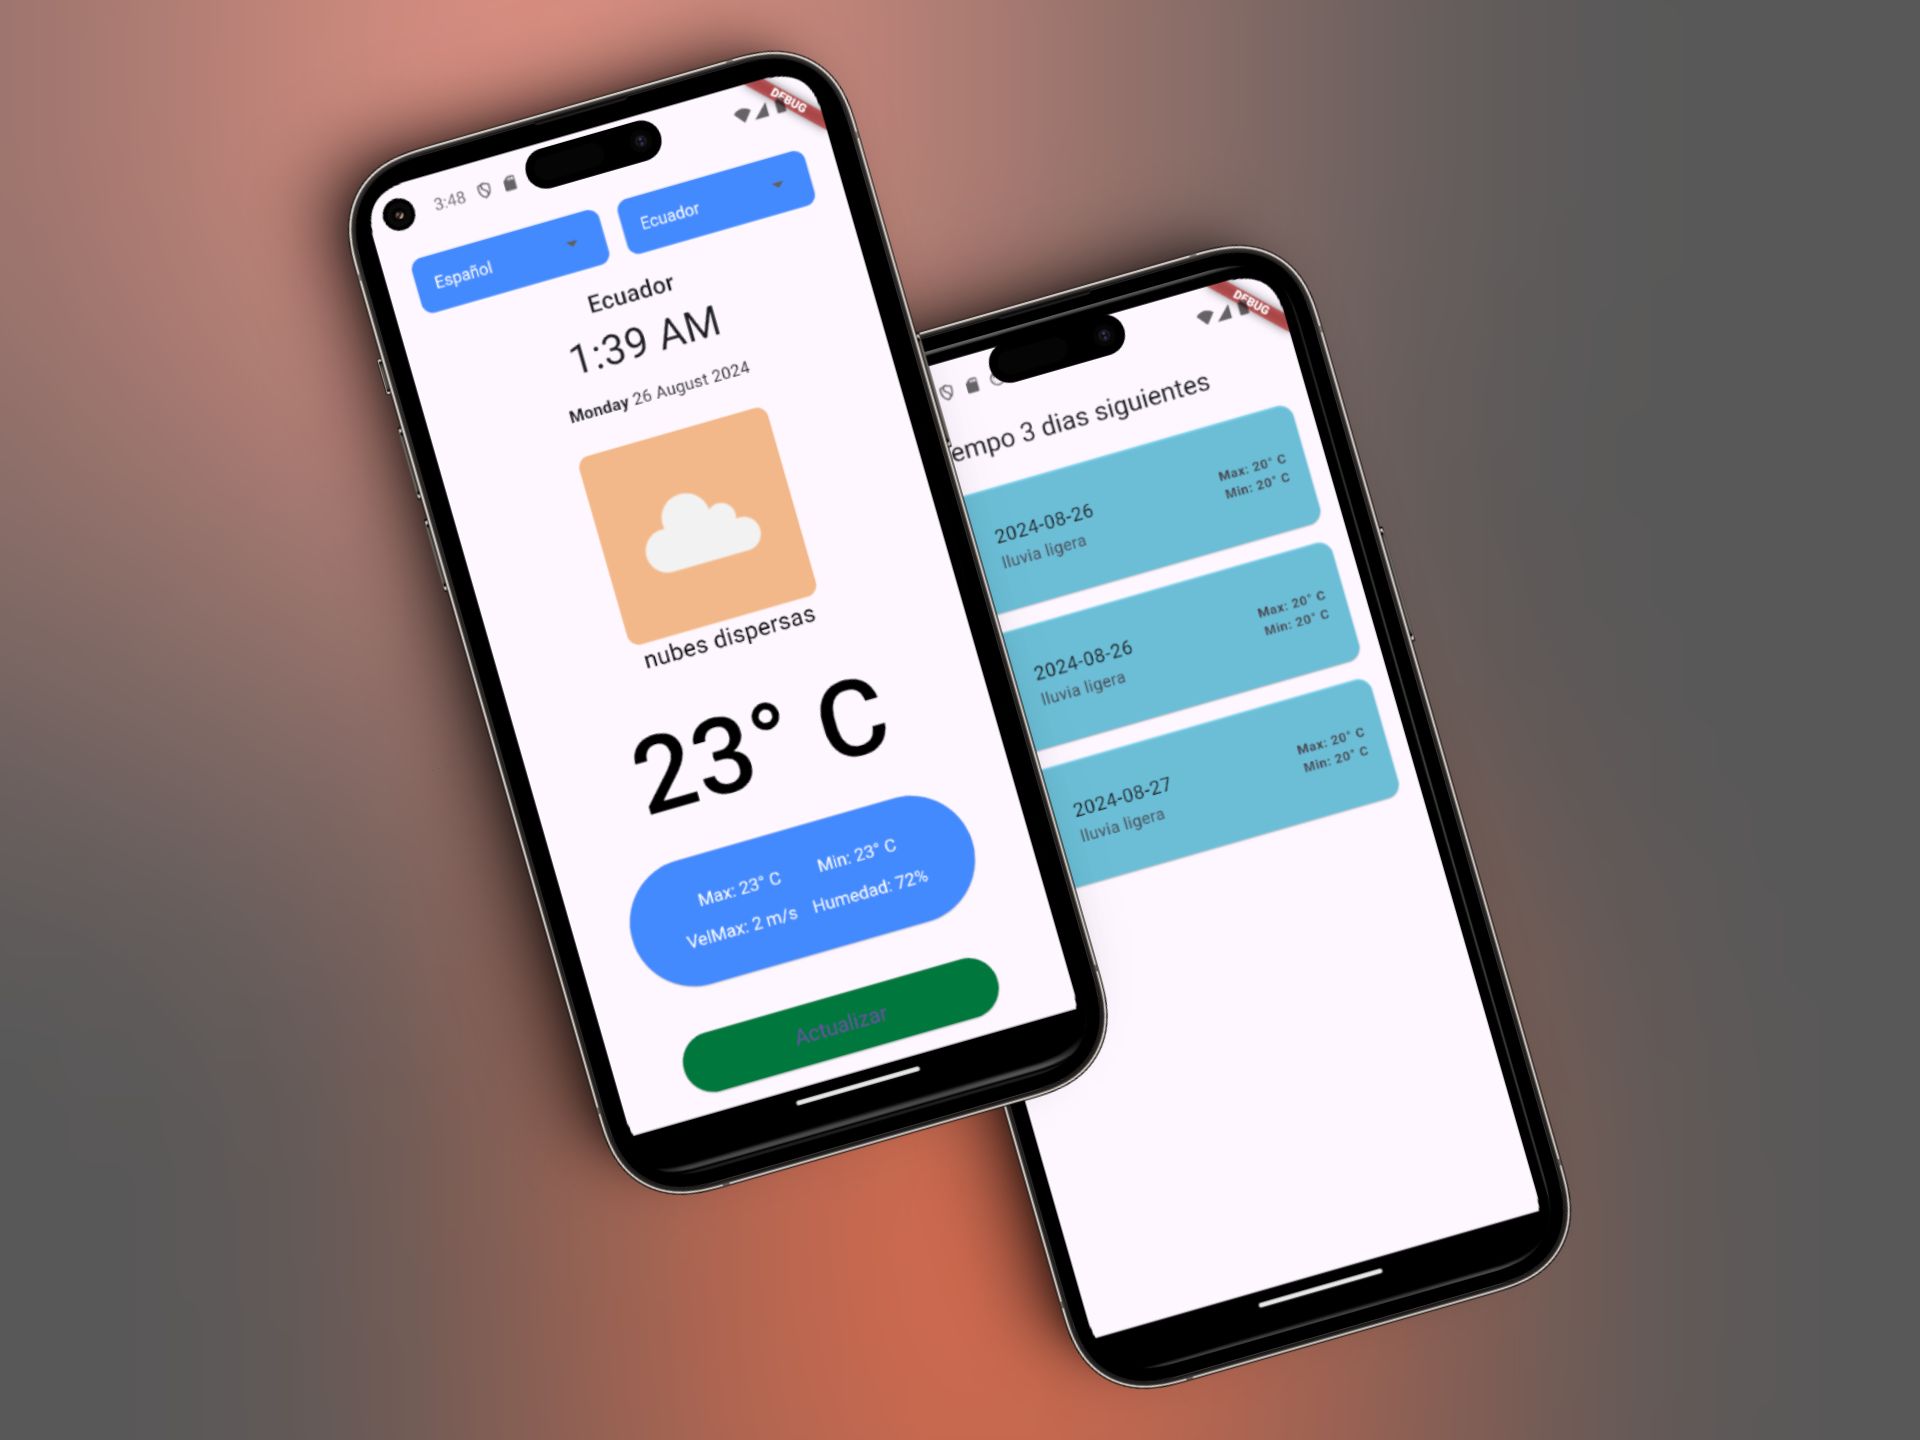 DEBUG
3:48
Español
Ecuador
Ecuador
1:39 AM
Monday 26 August 2024
nubes dispersas
23° C
Max: 23° C
Min: 23° C
VelMax: 2 m/s
Humedad: 72%
Actualizar
DEBUG
empo 3 dias siguientes
2024-08-26
lluvia ligera
Max: 20° C
Min: 20° C
2024-08-26
lluvia ligera
Max: 20° C
Min: 20° C
2024-08-27
lluvia ligera
Max: 20° C
Min: 20° C